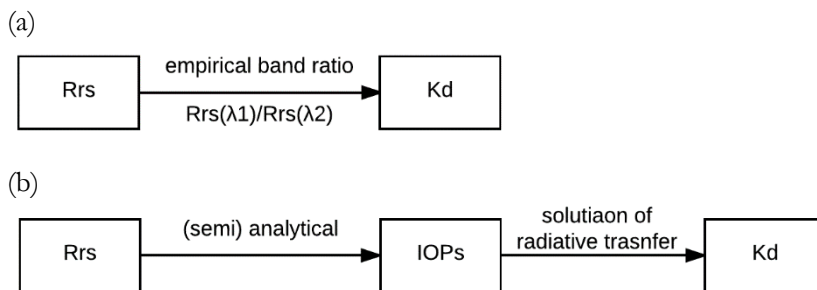 (a)
empirical band ratio
Rrs
Kd
Rrs(λ1)/Rrs(λ2)
(b)
(semi) analytical
solutiaon of
radiative trasnfer
Rrs
IOPs
Kd